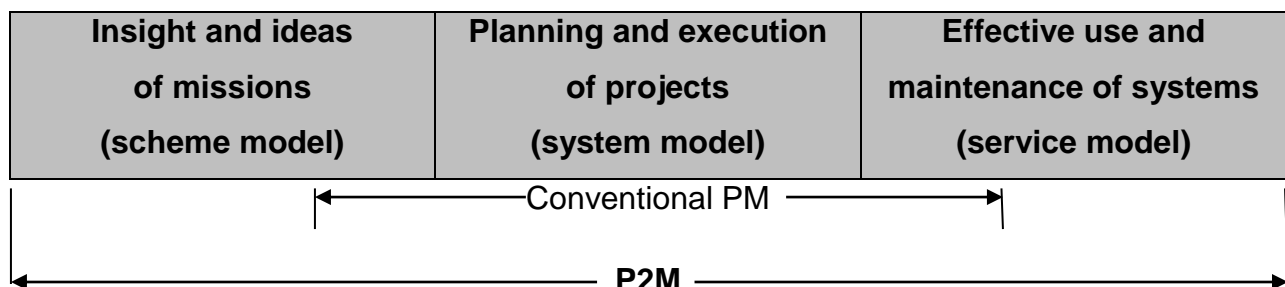 Insight and ideas
of missions
(scheme model)
Planning and execution
of projects
(system model)
Effective use and
maintenance of systems
(service model)
Conventional PM
P2M